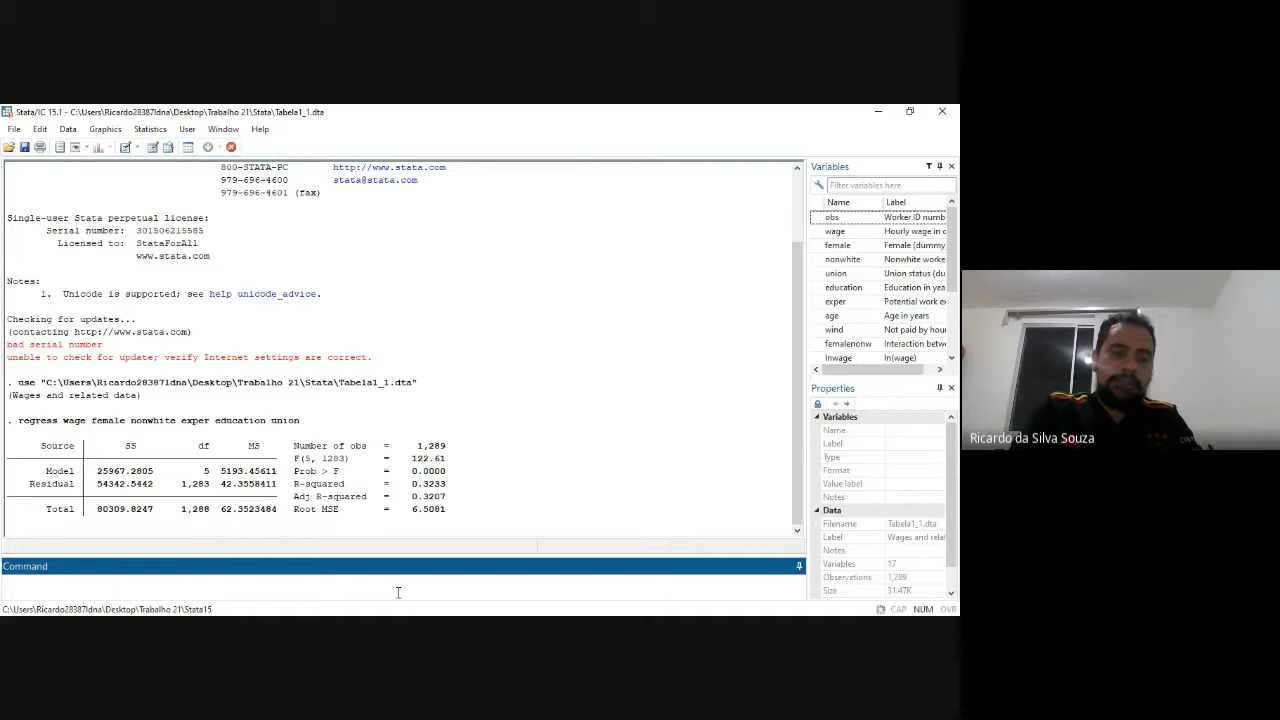 Stata/IC 15.1 - C:\Users\Ricardo28387ldna\Desktop\Trabalho 21\Stata\Tabela1_1.dta
File Edit Data Graphics Statistics User Window Help
800-STATA-PC http://www.stata.com
979-696-4600 stata@stata.com
979-696-4601 (fax)
Single-user Stata perpetual license:
Serial number: 301506215585
Licensed to: StataForAll
www.stata.com
Notes:
1. Unicode is supported; see help unicode_advice.
Checking for updates...
(contacting http://www.stata.com)
bad serial number
unable to check for update; verify Internet settings are correct.
. use "C:\Users\Ricardo28387ldna\Desktop\Trabalho 21\Stata\Tabela1_1.dta"
(Wages and related data)
. regress wage female nonwhite exper education union
Source SS df MS Number of obs = 1,289
F(5, 1283) = 122.61
Model 25967.2805 5 5193.45611 Prob > F = 0.0000
Residual 54342.5442 1,283 42.3558411 R-squared = 0.3233
Adj R-squared = 0.3207
Total 80309.8247 1,288 62.3523484 Root MSE = 6.5081
Command
C:\Users\Ricardo28387ldna\Desktop\Trabalho 21\Stata15
Variables
Filter variables here
Name Label
obs Worker ID numb
wage Hourly wage in d
female Female (dummy
nonwhite Nonwhite worke
union Union status (du
education Education in yea
exper Potential work ex
age Age in years
wind Not paid by hour
femalenonw Interaction betw
lnwage ln(wage)
Properties
Variables
Name
Label
Type
Format
Value label
Notes
Data
Filename Tabela1_1.dta
Label Wages and relat
Notes
Variables 17
Observations 1,289
Size 31.47K
CAP NUM OVR
Ricardo da Silva Souza